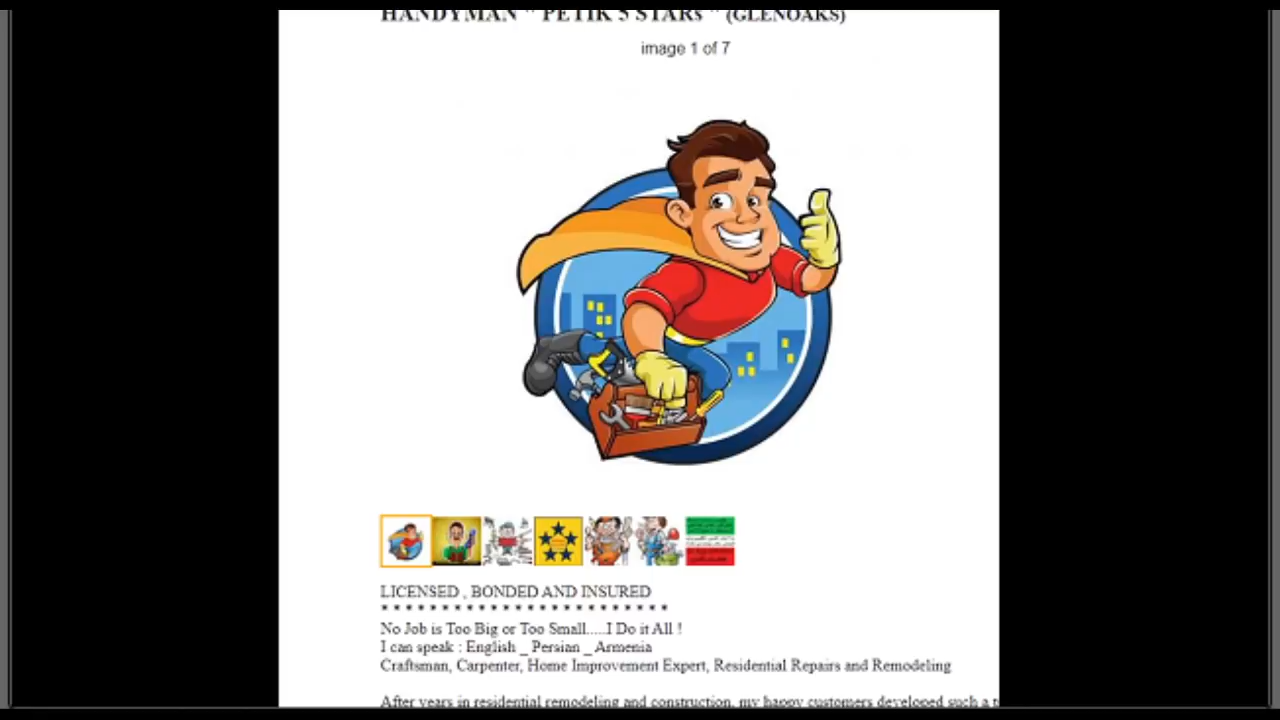 HANDYMAN " PETIK 5 STARs " (GLENOAKS)
image 1 of 7
LICENSED , BONDED AND INSURED
* * * * * * * * * * * * * * * * * * * * * * * *
No Job is Too Big or Too Small.....I Do it All !
I can speak : English _ Persian _ Armenia
Craftsman, Carpenter, Home Improvement Expert, Residential Repairs and Remodeling
After years in residential remodeling and construction, my happy customers developed such a